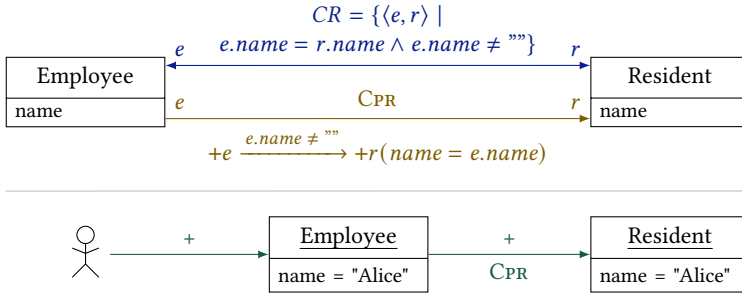 CR = {⟨e, r⟩ |
e.name = r.name ∧ e.name ≠ ""}
e
r
Employee
name
Resident
name
e
CPR
r
e.name ≠ ""
+e ⟶ +r(name = e.name)
+
Employee
name = "Alice"
+
CPR
Resident
name = "Alice"